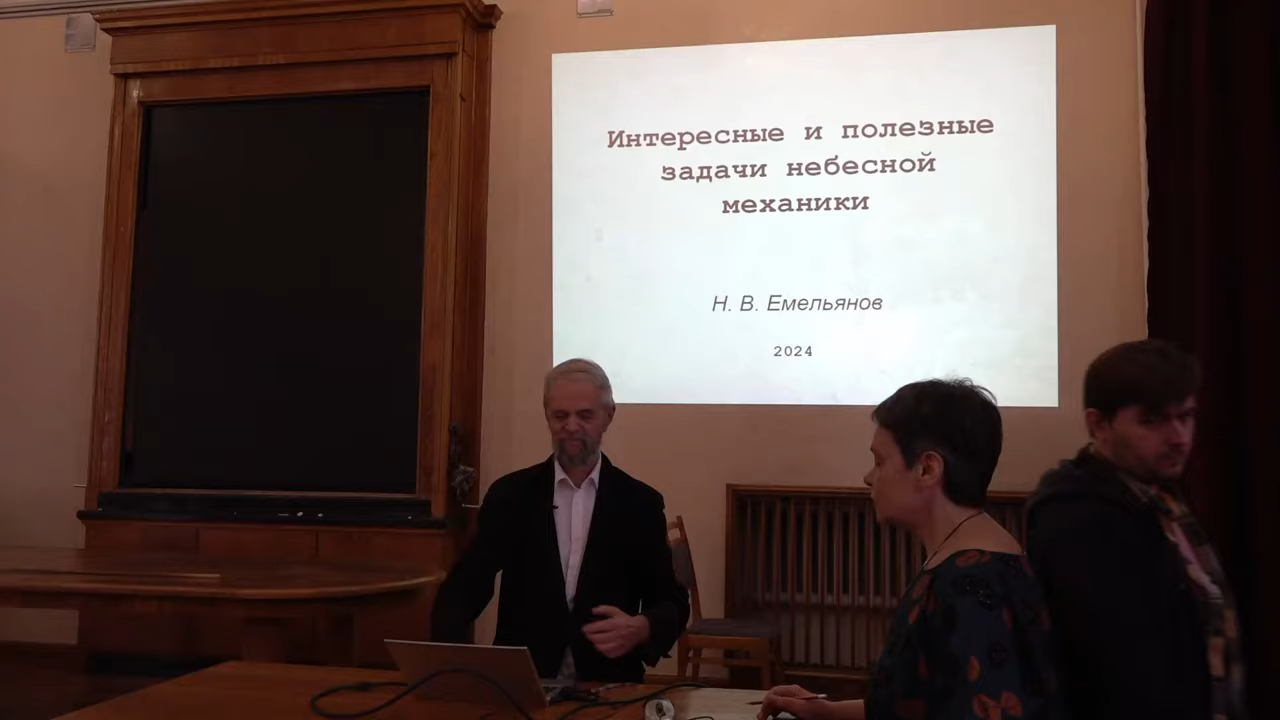 Интересные и полезные
задачи небесной
механики
Н. В. Емельянов
2024